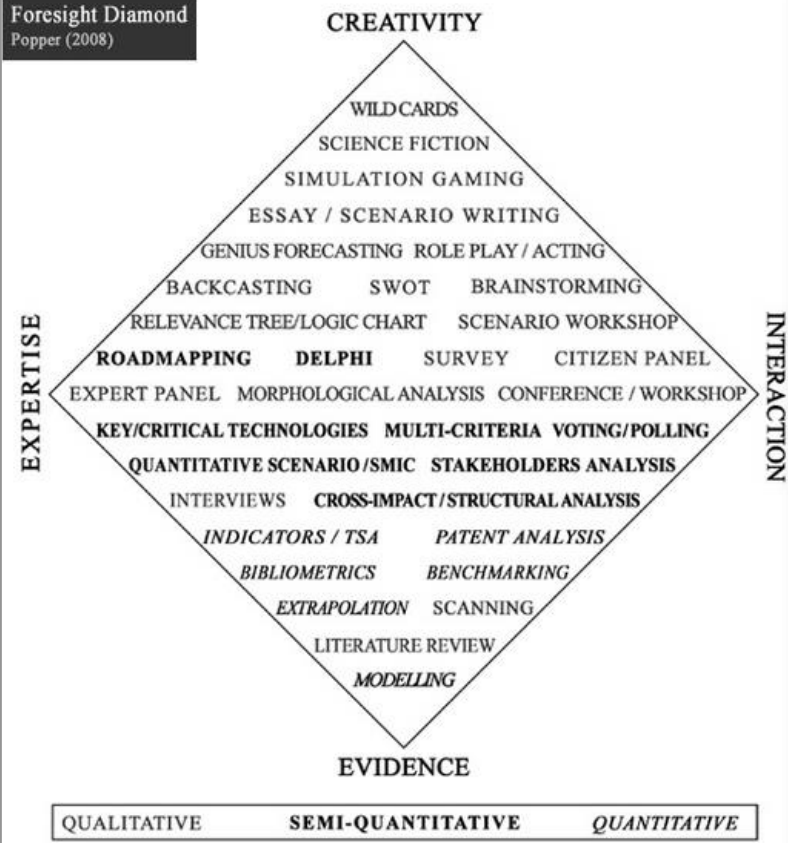 Foresight Diamond
Popper (2008)
CREATIVITY
WILD CARDS
SCIENCE FICTION
SIMULATION GAMING
ESSAY / SCENARIO WRITING
GENIUS FORECASTING ROLE PLAY / ACTING
BACKCASTING SWOT BRAINSTORMING
RELEVANCE TREE/LOGIC CHART SCENARIO WORKSHOP
ROADMAPPING DELPHI SURVEY CITIZEN PANEL
EXPERT PANEL MORPHOLOGICAL ANALYSIS CONFERENCE / WORKSHOP
KEY/CRITICAL TECHNOLOGIES MULTI-CRITERIA VOTING/POLLING
QUANTITATIVE SCENARIO/SMIC STAKEHOLDERS ANALYSIS
INTERVIEWS CROSS-IMPACT/STRUCTURAL ANALYSIS
INDICATORS / TSA PATENT ANALYSIS
BIBLIOMETRICS BENCHMARKING
EXTRAPOLATION SCANNING
LITERATURE REVIEW
MODELLING
EXPERTISE
INTERACTION
EVIDENCE
QUALITATIVE SEMI-QUANTITATIVE QUANTITATIVE